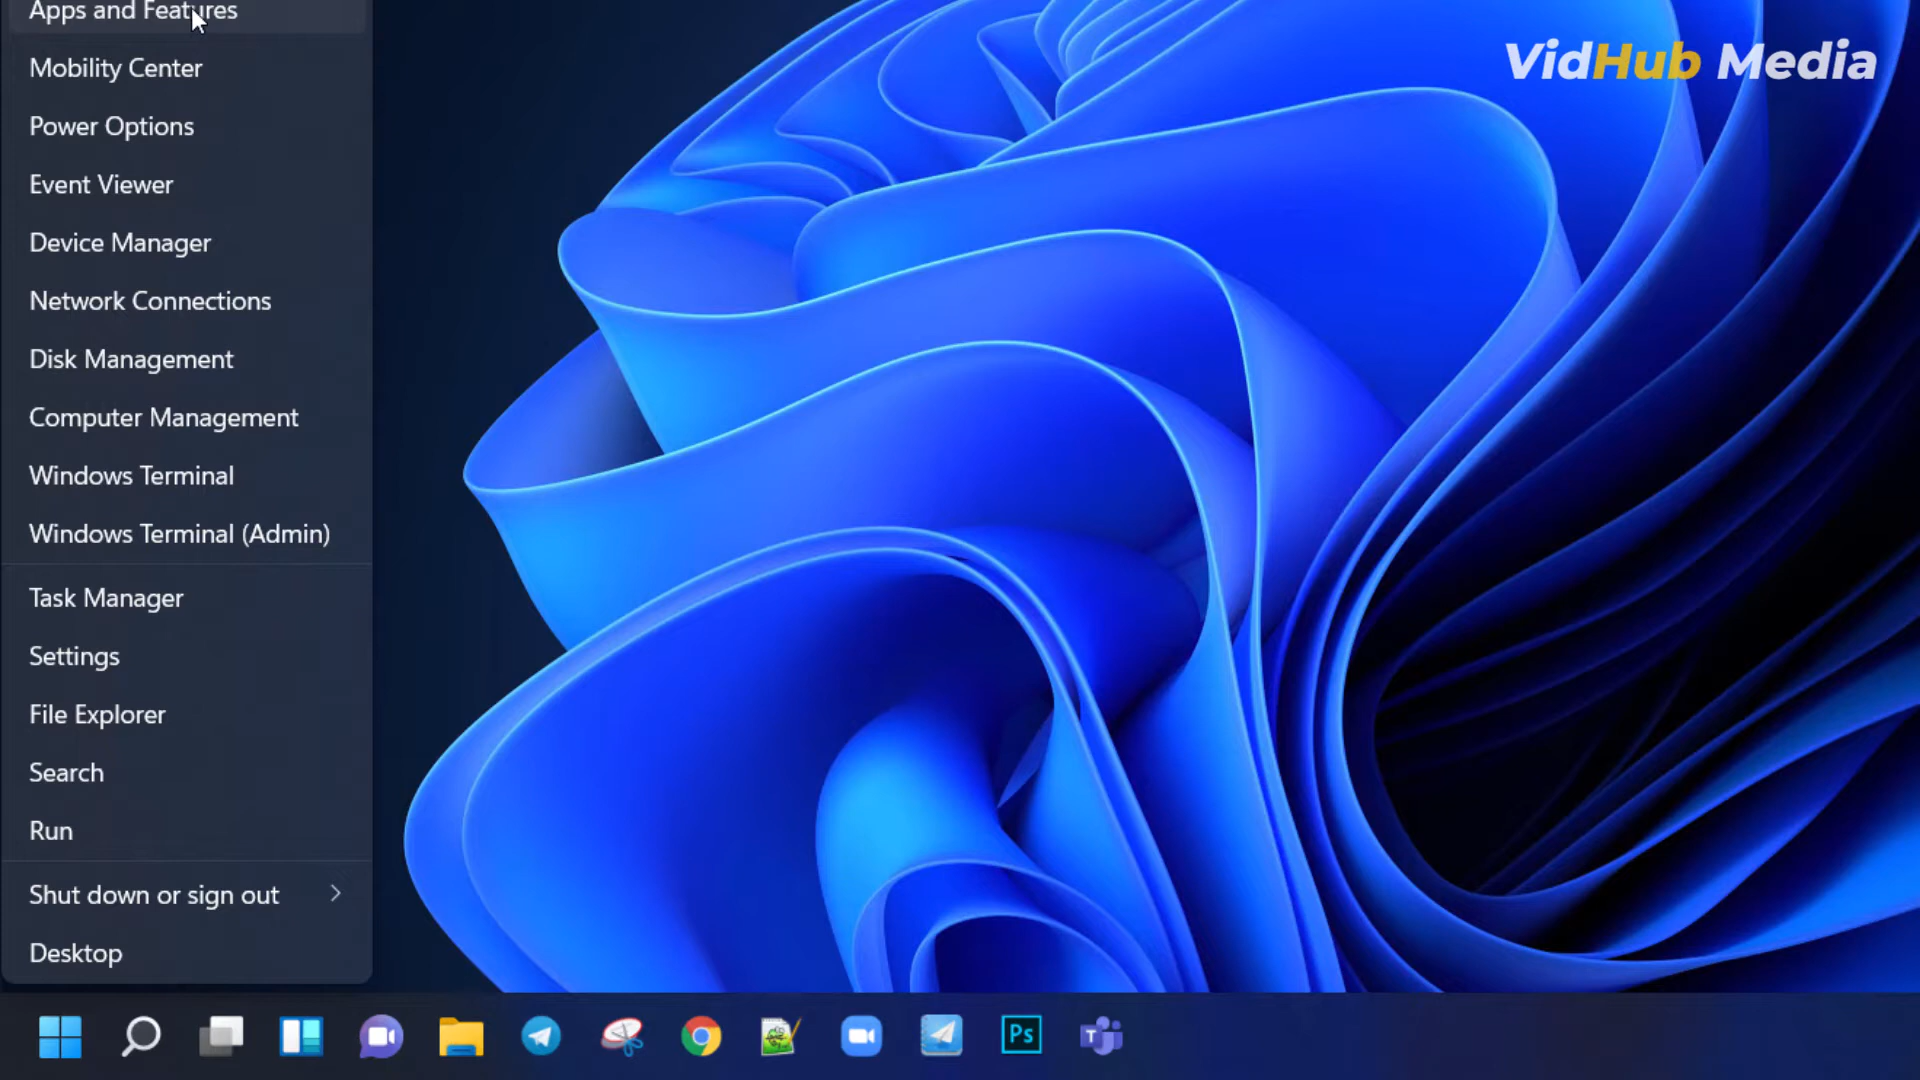 Apps and Features
VidHub Media
Mobility Center
Power Options
Event Viewer
Device Manager
Network Connections
Disk Management
Computer Management
Windows Terminal
Windows Terminal (Admin)
Task Manager
Settings
File Explorer
Search
Run
Shut down or sign out
Desktop
Ps
T